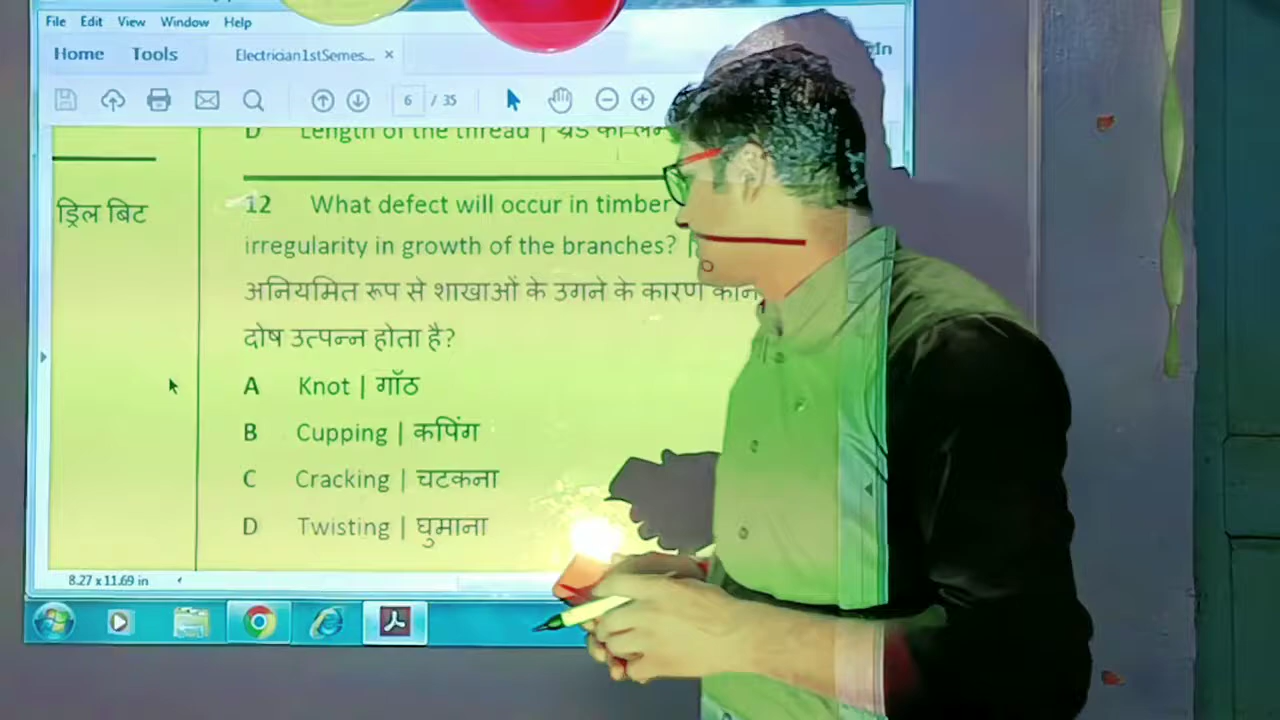 File Edit View Window Help
Home Tools Electrician1stSemes... × In
6 / 35
D Length of the thread | थ्रेड की
ड्रिल बिट
12 What defect will occur in timber
irregularity in growth of the branches?
अनियमित रूप से शाखाओं के उगने के कारण
दोष उत्पन्न होता है?
A Knot | गॉठ
B Cupping | कपिंग
C Cracking | चटकना
D Twisting | घुमाना
8.27 x 11.69 in